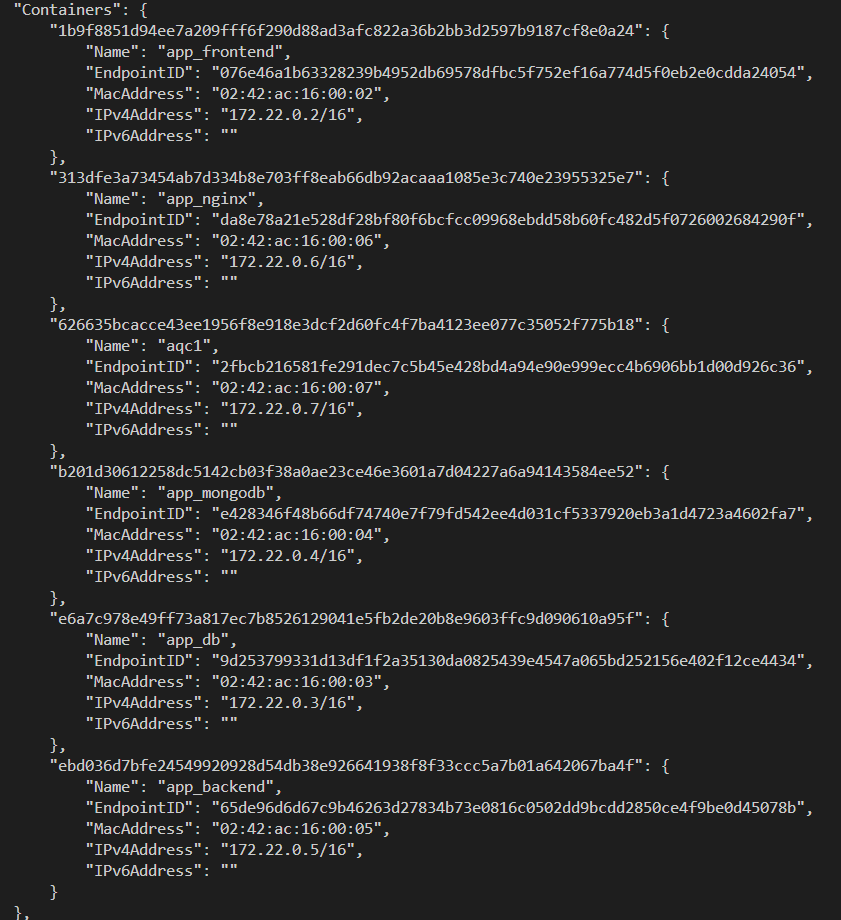 "Containers": {
"1b9f8851d94ee7a209fff6f290d88ad3afc822a36b2bb3d2597b9187cf8e0a24": {
"Name": "app_frontend",
"EndpointID": "076e46a1b63328239b4952db69578dfbc5f752ef16a774d5f0eb2e0cdda24054",
"MacAddress": "02:42:ac:16:00:02",
"IPv4Address": "172.22.0.2/16",
"IPv6Address": ""
},
"313dfe3a73454ab7d334b8e703ff8eab66db92acaaa1085e3c740e23955325e7": {
"Name": "app_nginx",
"EndpointID": "da8e78a21e528df28bf80f6bcfcc09968ebdd58b60fc482d5f0726002684290f",
"MacAddress": "02:42:ac:16:00:06",
"IPv4Address": "172.22.0.6/16",
"IPv6Address": ""
},
"626635bcacce43ee1956f8e918e3dcf2d60fc4f7ba4123ee077c35052f775b18": {
"Name": "aqc1",
"EndpointID": "2fbcb216581fe291dec7c5b45e428bd4a94e90e999ecc4b6906bb1d00d926c36",
"MacAddress": "02:42:ac:16:00:07",
"IPv4Address": "172.22.0.7/16",
"IPv6Address": ""
},
"b201d30612258dc5142cb03f38a0ae23ce46e3601a7d04227a6a94143584ee52": {
"Name": "app_mongodb",
"EndpointID": "e428346f48b66df74740e7f79fd542ee4d031cf5337920eb3a1d4723a4602fa7",
"MacAddress": "02:42:ac:16:00:04",
"IPv4Address": "172.22.0.4/16",
"IPv6Address": ""
},
"e6a7c978e49ff73a817ec7b8526129041e5fb2de20b8e9603ffc9d090610a95f": {
"Name": "app_db",
"EndpointID": "9d253799331d13df1f2a35130da0825439e4547a065bd252156e402f12ce4434",
"MacAddress": "02:42:ac:16:00:03",
"IPv4Address": "172.22.0.3/16",
"IPv6Address": ""
},
"ebd036d7bfe24549920928d54db38e926641938f8f33ccc5a7b01a642067ba4f": {
"Name": "app_backend",
"EndpointID": "65de96d6d67c9b46263d27834b73e0816c0502dd9bcdd2850ce4f9be0d45078b",
"MacAddress": "02:42:ac:16:00:05",
"IPv4Address": "172.22.0.5/16",
"IPv6Address": ""
}
},